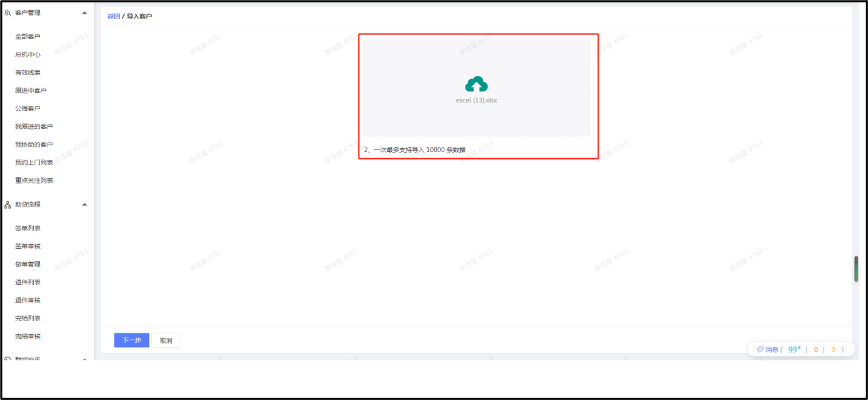 客户管理
全部客户
总机中心
有效线索
跟进中客户
公海客户
我跟进的客户
我协助的客户
预约上门列表
重点关注列表
助贷流程
签单列表
签单审核
做单管理
退件列表
退件审核
完结列表
完结审核
返回 / 导入客户
excel (13).xlsx
2、一次最多支持导入 10000 条数据
下一步 取消
消息 ( 99+ | 0 | 0 )